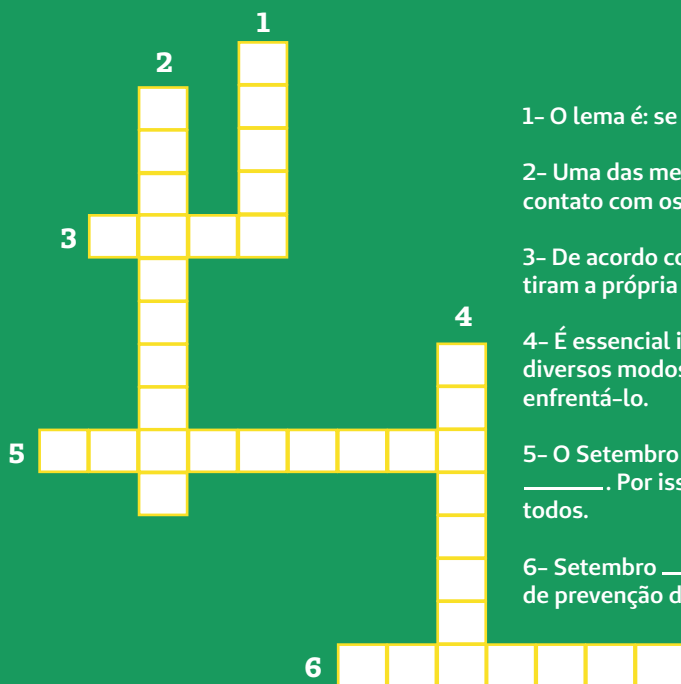 1
2
3
4
5
6
1- O lema é: se
2- Uma das me
contato com os
3- De acordo co
tiram a própria
4- É essencial i
diversos modos
enfrentá-lo.
5- O Setembro
______. Por iss
todos.
6- Setembro _
de prevenção d